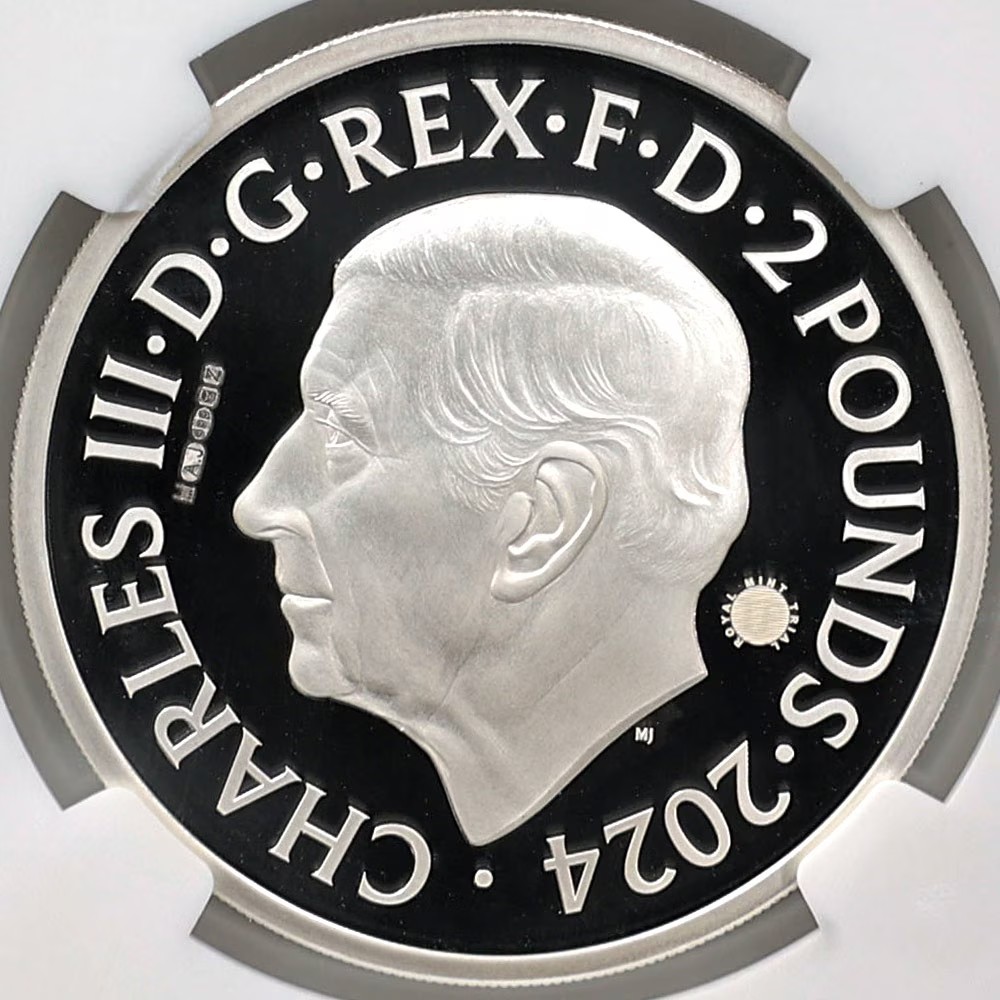 CHARLES III · D · G · REX · F · D · 2 POUNDS · 2024 ·
ROYAL MINT TRIAL
MJ